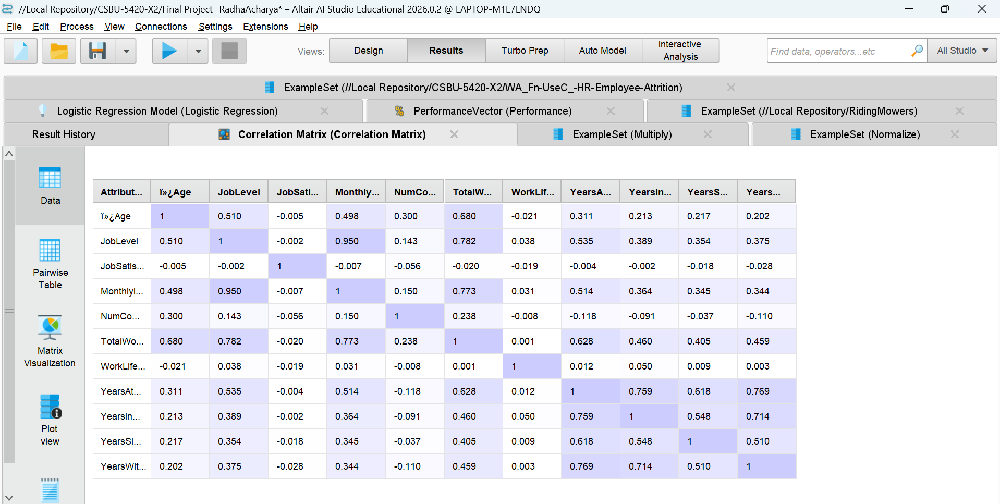 //Local Repository/CSBU-5420-X2/Final Project _RadhaAcharya* – Altair AI Studio Educational 2026.0.2 @ LAPTOP-M1E7LNDQ
File Edit Process View Connections Settings Extensions Help
Views: Design Results Turbo Prep Auto Model Interactive Analysis Find data, operators...etc All Studio
ExampleSet (//Local Repository/CSBU-5420-X2/WA_Fn-UseC_-HR-Employee-Attrition)
Logistic Regression Model (Logistic Regression) PerformanceVector (Performance) ExampleSet (//Local Repository/RidingMowers)
Result History Correlation Matrix (Correlation Matrix) ExampleSet (Multiply) ExampleSet (Normalize)
Data
Pairwise
Table
Matrix
Visualization
Plot
view
Attribut... ï»¿Age JobLevel JobSati... Monthly... NumCo... TotalW... WorkLif... YearsA... YearsIn... YearsS... Years...
ï»¿Age 1 0.510 -0.005 0.498 0.300 0.680 -0.021 0.311 0.213 0.217 0.202
JobLevel 0.510 1 -0.002 0.950 0.143 0.782 0.038 0.535 0.389 0.354 0.375
JobSatis... -0.005 -0.002 1 -0.007 -0.056 -0.020 -0.019 -0.004 -0.002 -0.018 -0.028
MonthlyI... 0.498 0.950 -0.007 1 0.150 0.773 0.031 0.514 0.364 0.345 0.344
NumCo... 0.300 0.143 -0.056 0.150 1 0.238 -0.008 -0.118 -0.091 -0.037 -0.110
TotalWo... 0.680 0.782 -0.020 0.773 0.238 1 0.001 0.628 0.460 0.405 0.459
WorkLife... -0.021 0.038 -0.019 0.031 -0.008 0.001 1 0.012 0.050 0.009 0.003
YearsAt... 0.311 0.535 -0.004 0.514 -0.118 0.628 0.012 1 0.759 0.618 0.769
YearsIn... 0.213 0.389 -0.002 0.364 -0.091 0.460 0.050 0.759 1 0.548 0.714
YearsSi... 0.217 0.354 -0.018 0.345 -0.037 0.405 0.009 0.618 0.548 1 0.510
YearsWit... 0.202 0.375 -0.028 0.344 -0.110 0.459 0.003 0.769 0.714 0.510 1